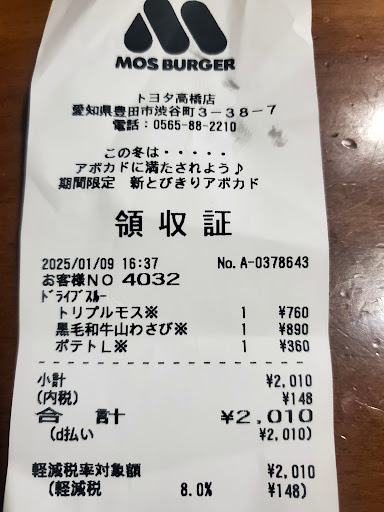 MOS BURGER
トヨタ高橋店
愛知県豊田市渋谷町3-38-7
電話:0565-88-2210
この冬は・・・・・
アボカドに満たされよう♪
期間限定 新とびきりアボカド
領収証
2025/01/09 16:37 No.A-0378643
お客様NO 4032
ドライブスルー
トリプルモス※ 1 ¥760
黒毛和牛山わさび※ 1 ¥890
ポテトL※ 1 ¥360
小計 ¥2,010
(内税) ¥148
合計 ¥2,010
(d払い ¥2,010)
軽減税率対象額 ¥2,010
(軽減税 8.0% ¥148)